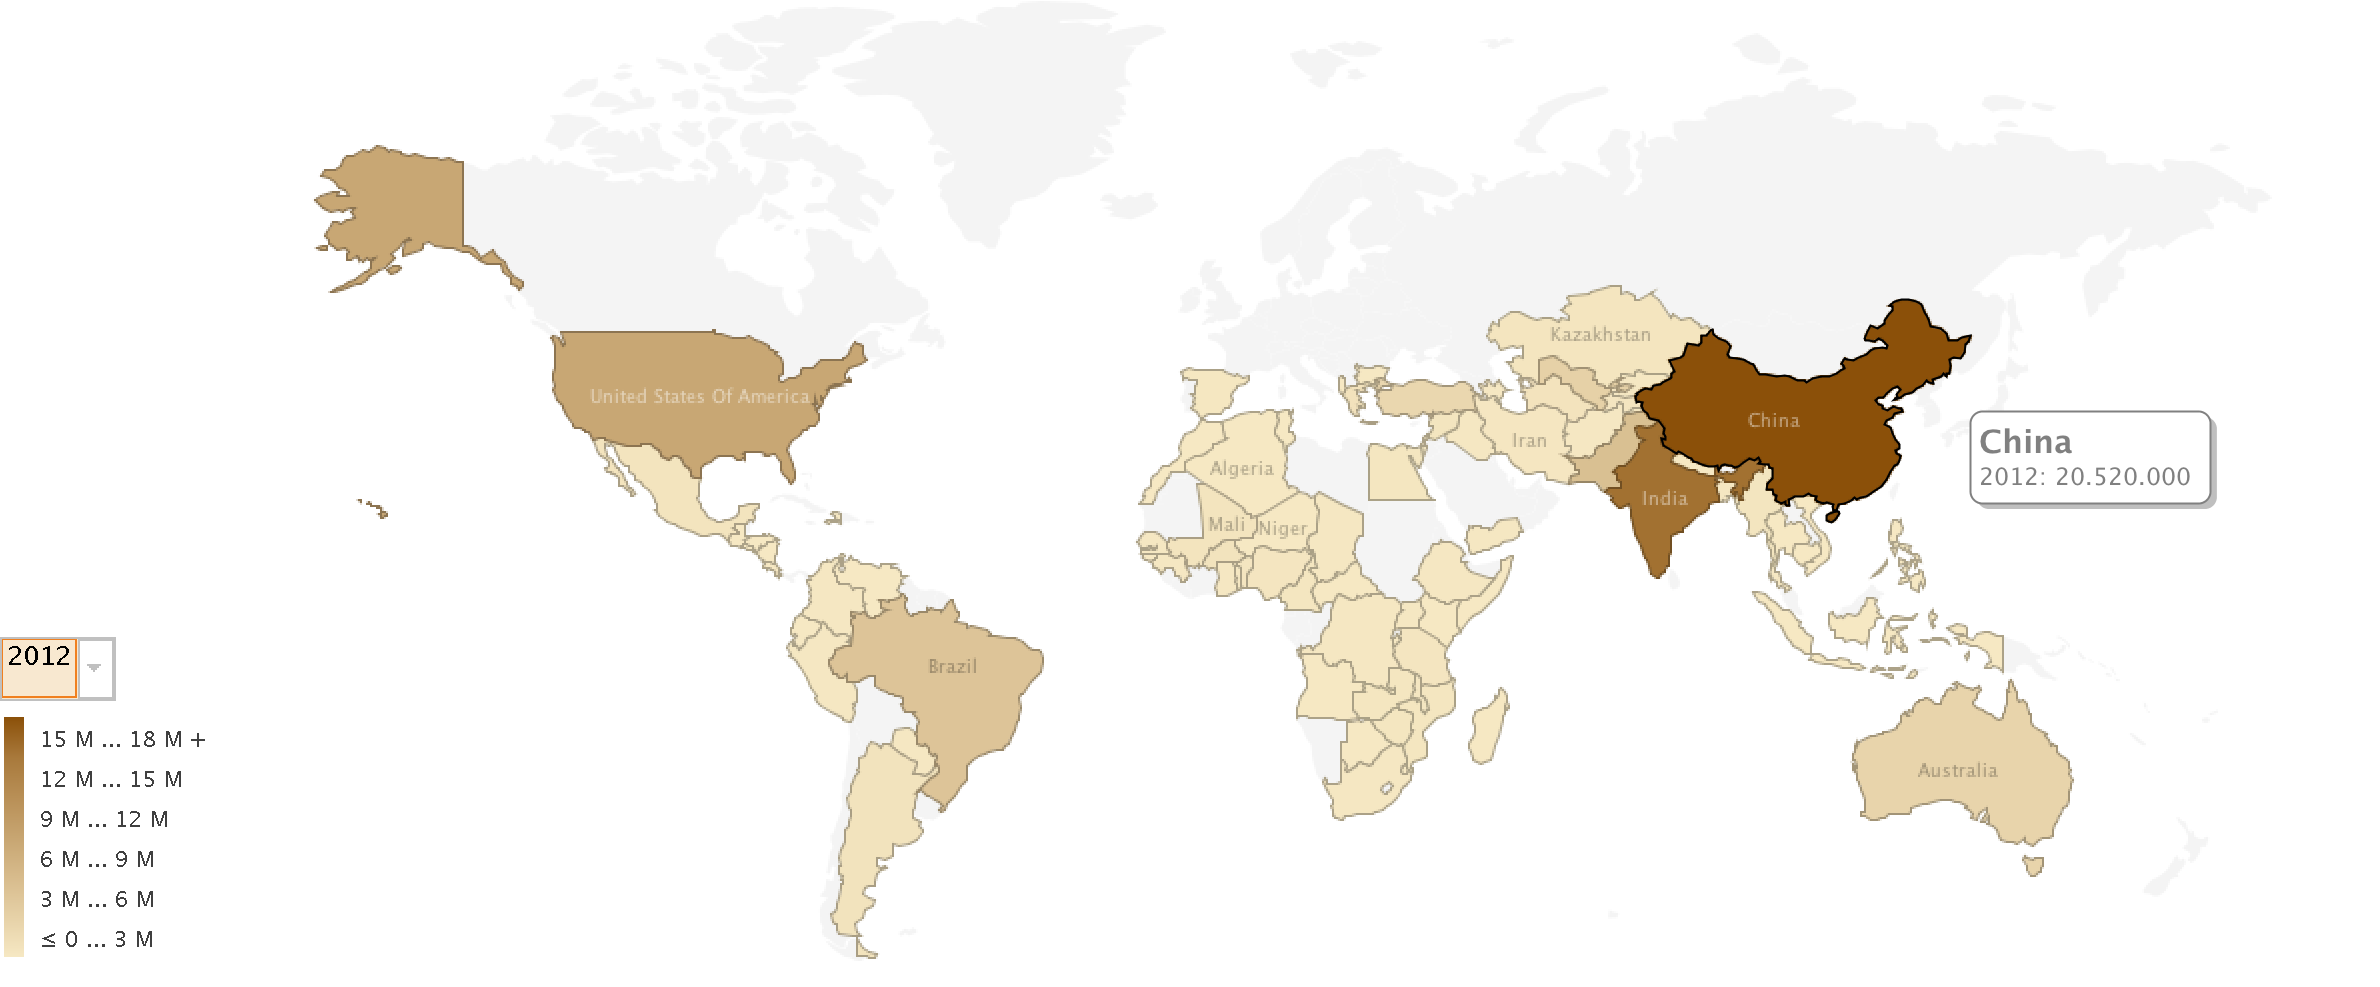 Kazakhstan
United States Of America
China
China
2012: 20.520.000
Iran
Algeria
India
Mali
Niger
2012
Brazil
15 M ... 18 M +
12 M ... 15 M
9 M ... 12 M
6 M ... 9 M
3 M ... 6 M
≤ 0 ... 3 M
Australia